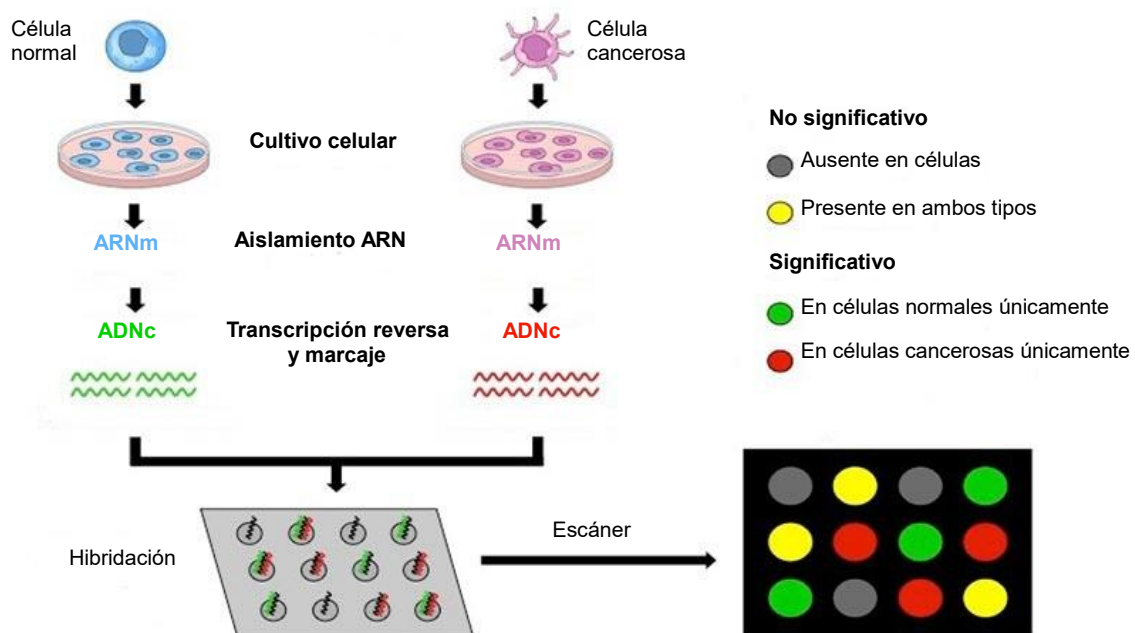 Célula
normal
Célula
cancerosa
Cultivo celular
ARNm
Aislamiento ARN
ARNm
ADNc
Transcripción reversa
y marcaje
ADNc
Hibridación
Escáner
No significativo
Ausente en células
Presente en ambos tipos
Significativo
En células normales únicamente
En células cancerosas únicamente